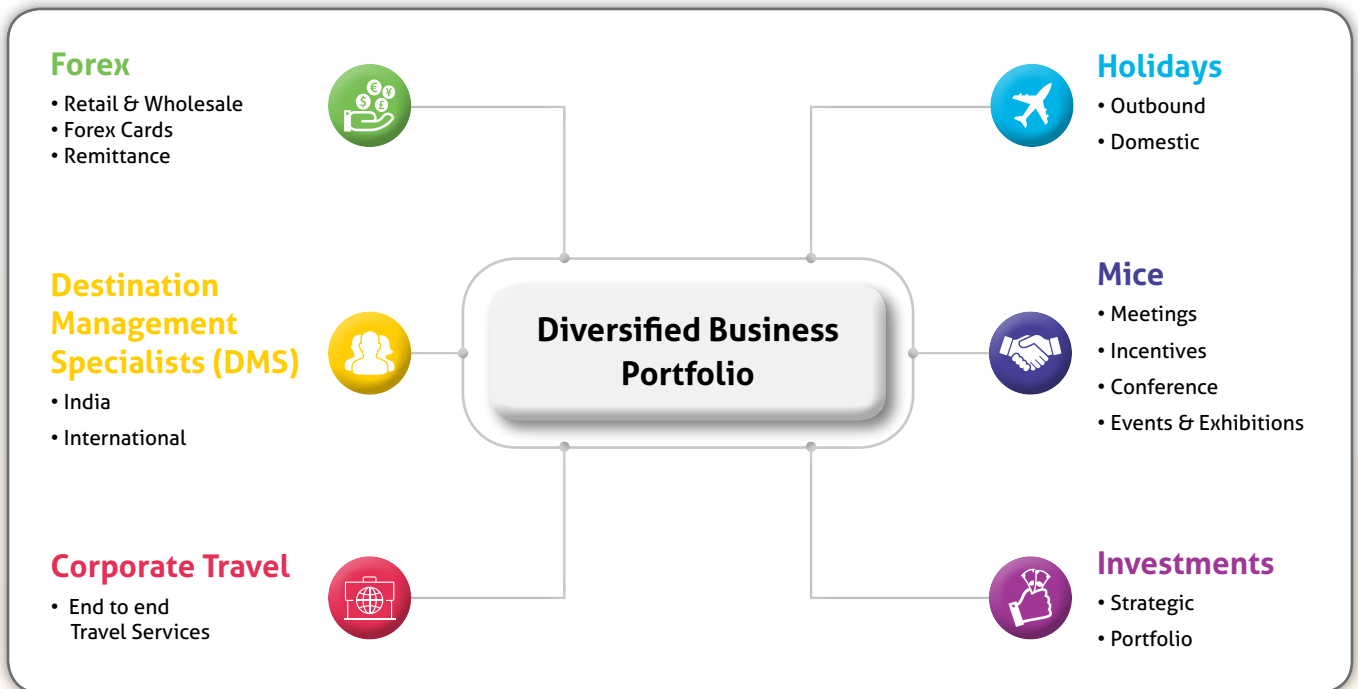 Forex
• Retail & Wholesale
• Forex Cards
• Remittance
Destination
Management
Specialists (DMS)
• India
• International
Corporate Travel
• End to end
Travel Services
Diversified Business
Portfolio
Holidays
• Outbound
• Domestic
Mice
• Meetings
• Incentives
• Conference
• Events & Exhibitions
Investments
• Strategic
• Portfolio